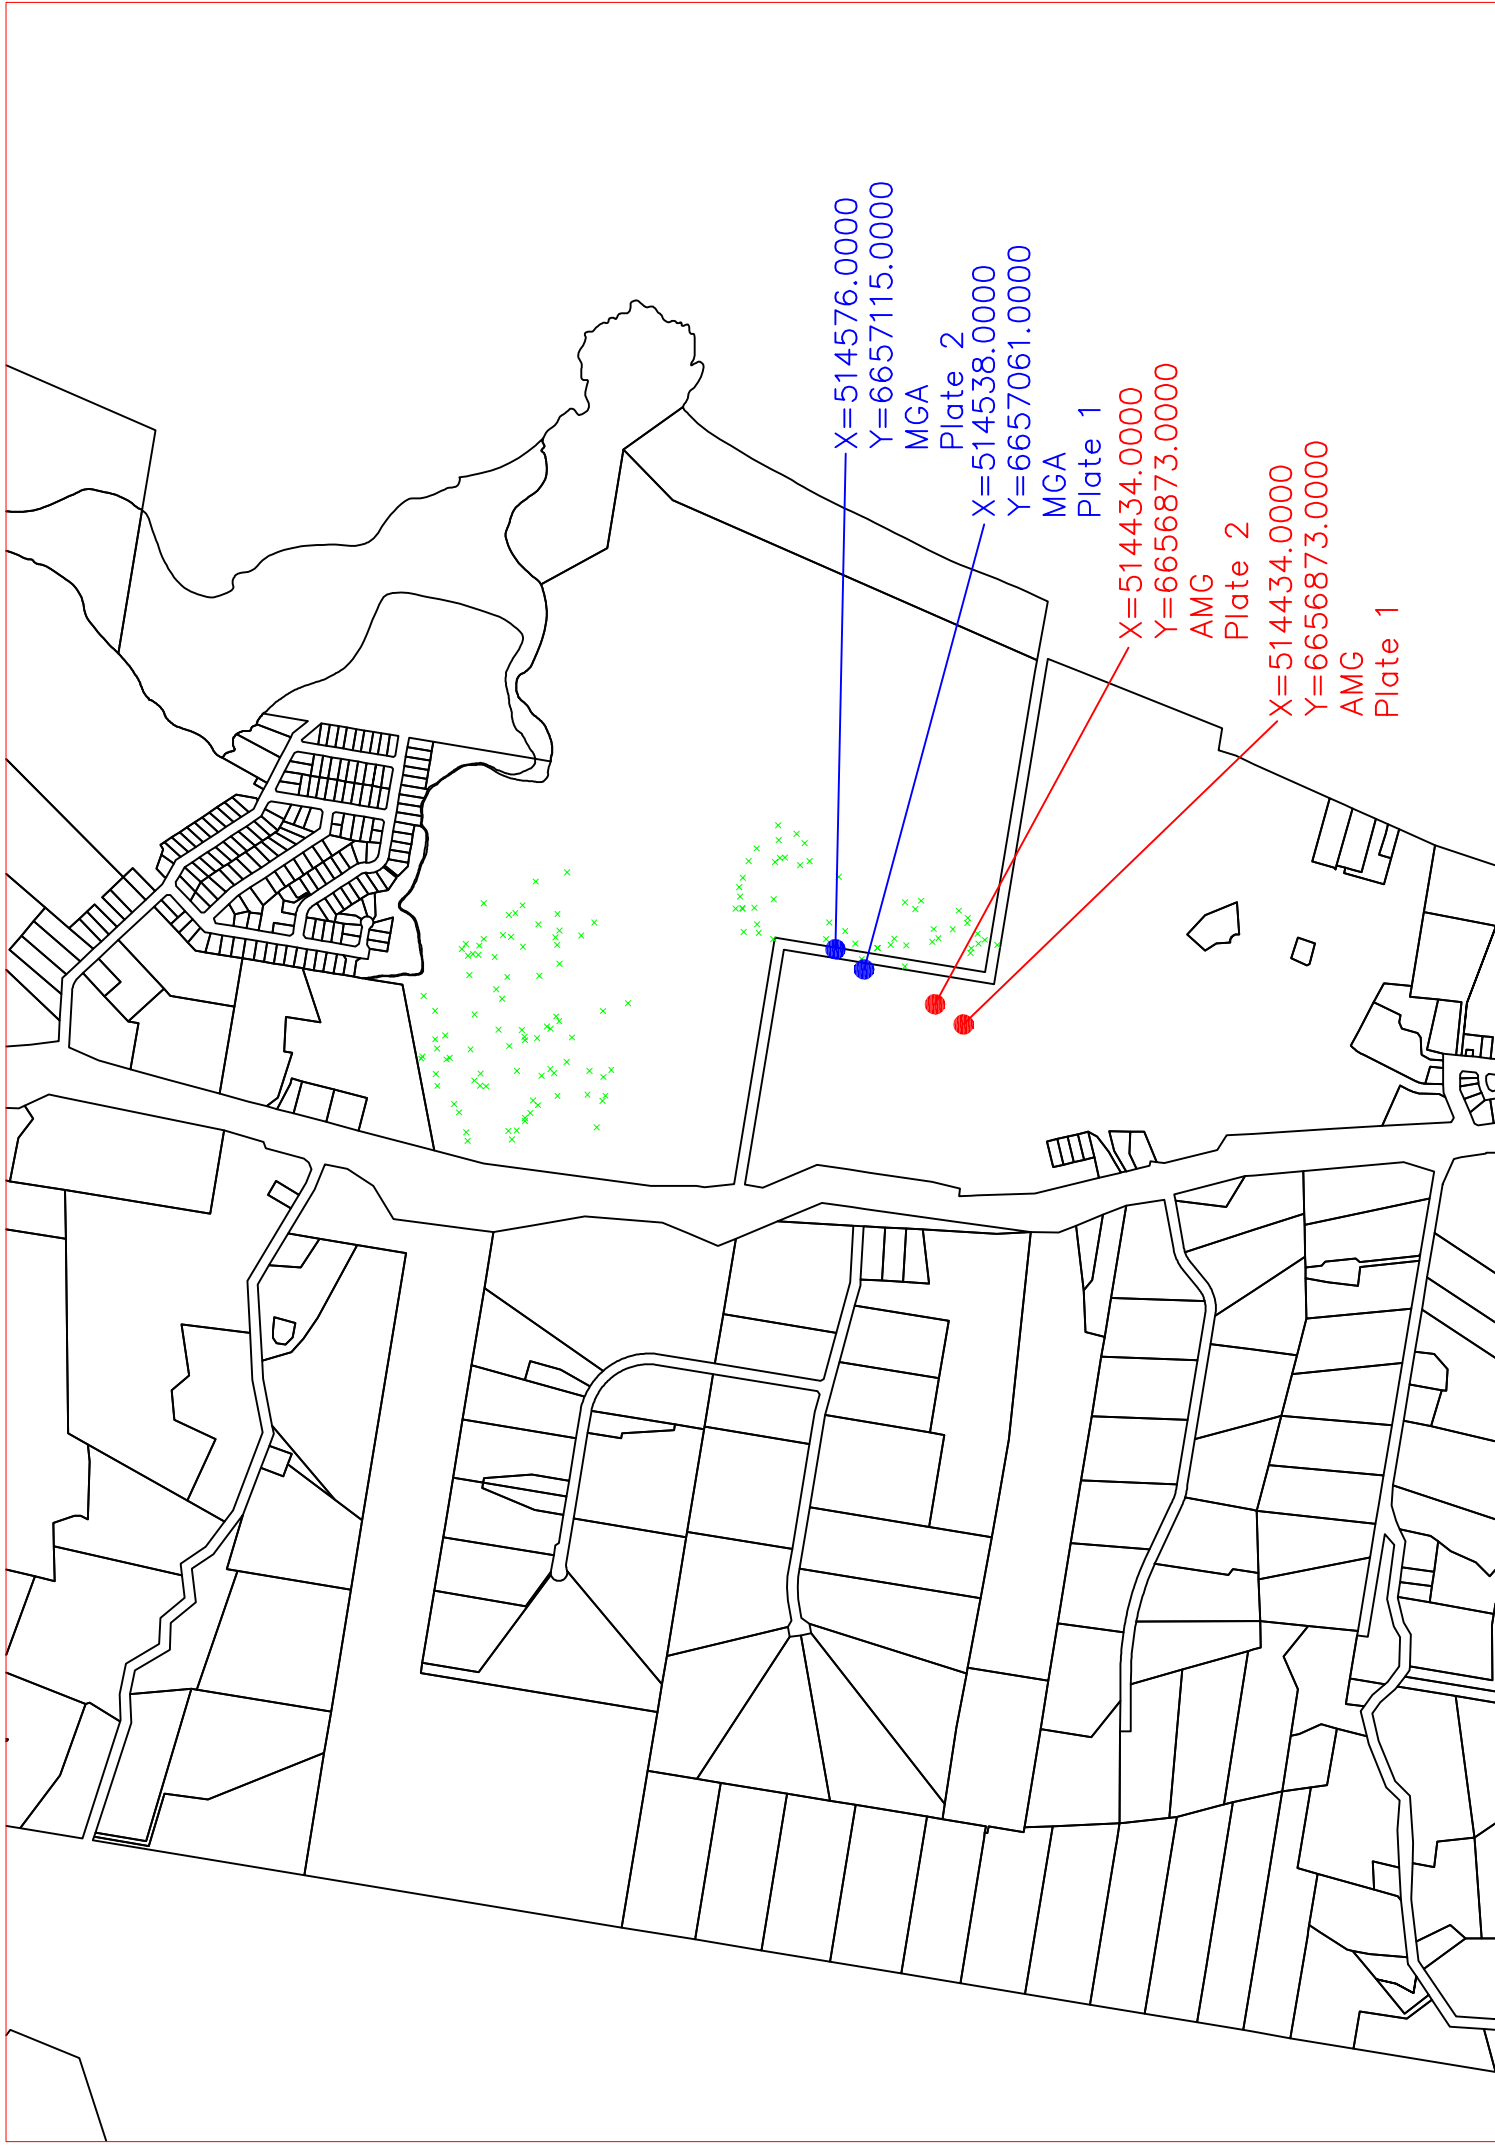 X=514576.0000
Y=6657115.0000
MGA
Plate 2
X=514538.0000
Y=6657061.0000
MGA
Plate 1
X=514434.0000
Y=6656873.0000
AMG
Plate 2
X=514434.0000
Y=6656873.0000
AMG
Plate 1